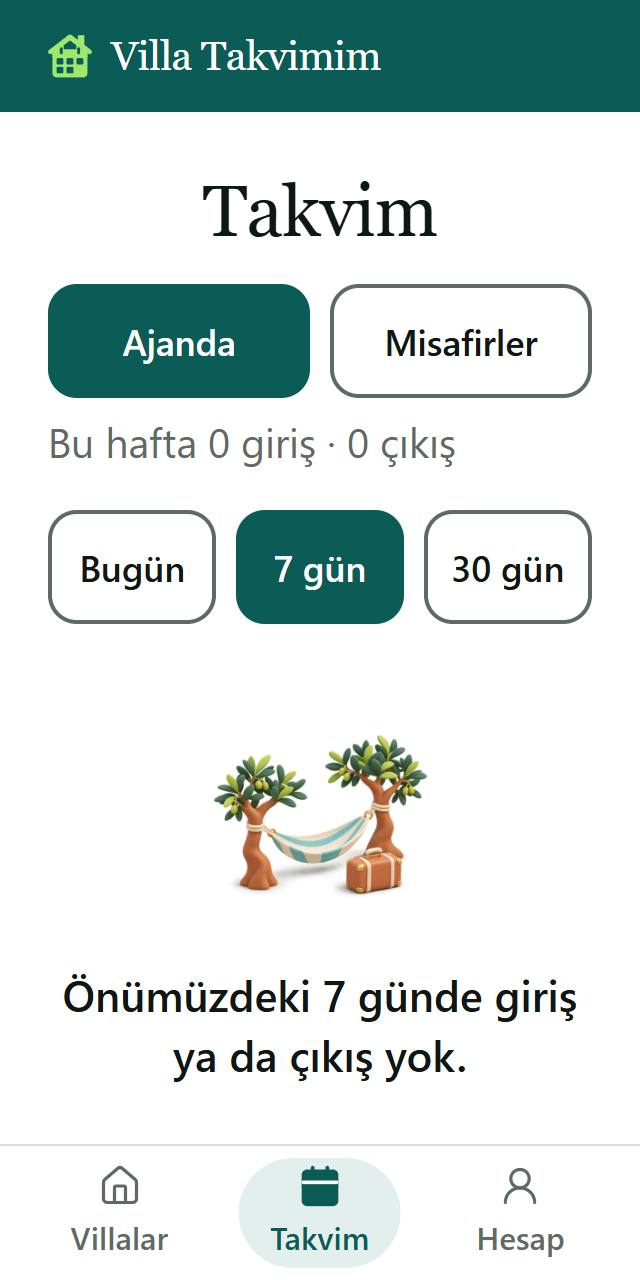 Villa Takvimim
Takvim
Ajanda
Misafirler
Bu hafta 0 giriş · 0 çıkış
Bugün
7 gün
30 gün
Önümüzdeki 7 günde giriş
ya da çıkış yok.
Villalar
Takvim
Hesap